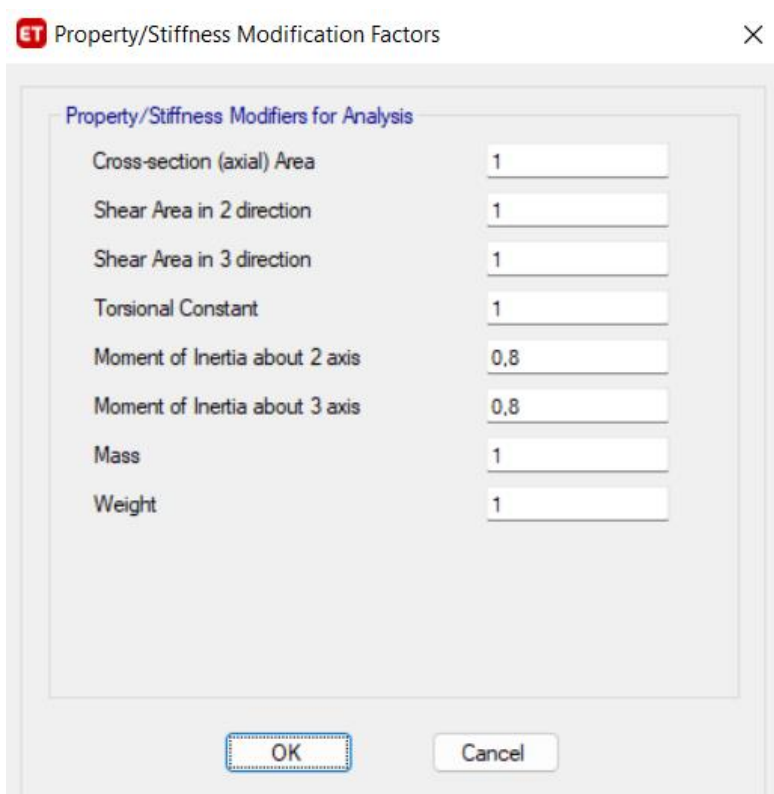 ET Property/Stiffness Modification Factors
Property/Stiffness Modifiers for Analysis
Cross-section (axial) Area 1
Shear Area in 2 direction 1
Shear Area in 3 direction 1
Torsional Constant 1
Moment of Inertia about 2 axis 0,8
Moment of Inertia about 3 axis 0,8
Mass 1
Weight 1
OK Cancel